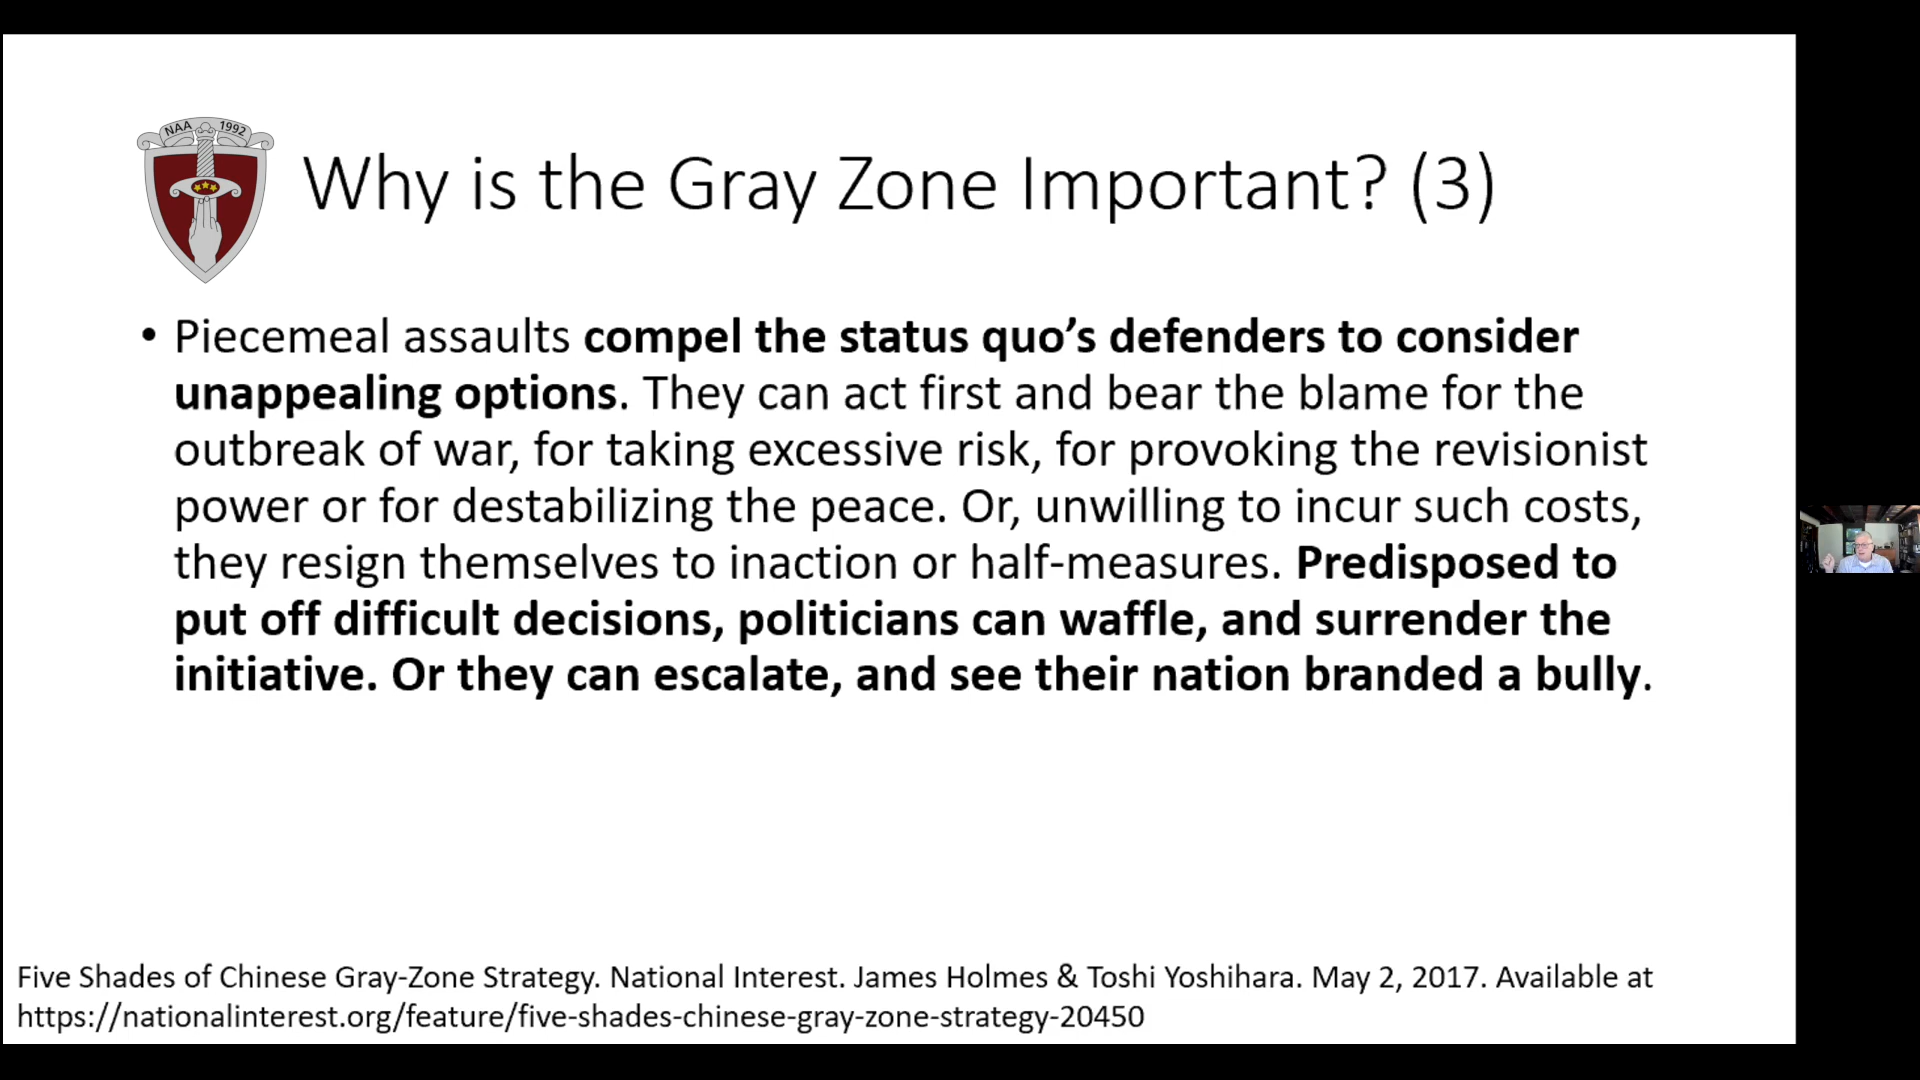 NAA 1992
Why is the Gray Zone Important? (3)
• Piecemeal assaults compel the status quo’s defenders to consider
unappealing options. They can act first and bear the blame for the
outbreak of war, for taking excessive risk, for provoking the revisionist
power or for destabilizing the peace. Or, unwilling to incur such costs,
they resign themselves to inaction or half-measures. Predisposed to
put off difficult decisions, politicians can waffle, and surrender the
initiative. Or they can escalate, and see their nation branded a bully.
Five Shades of Chinese Gray-Zone Strategy. National Interest. James Holmes & Toshi Yoshihara. May 2, 2017. Available at
https://nationalinterest.org/feature/five-shades-chinese-gray-zone-strategy-20450